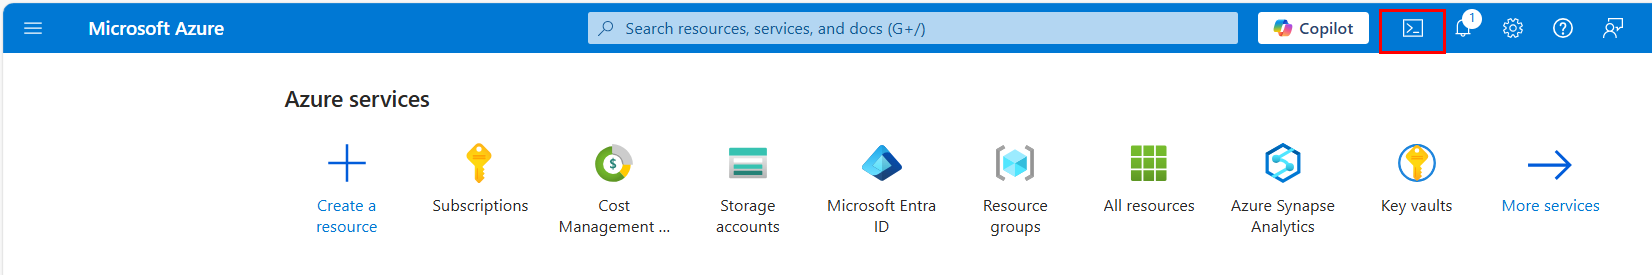 Microsoft Azure
Search resources, services, and docs (G+/)
Copilot
1
Azure services
Create a
resource
Subscriptions
Cost
Management ...
Storage
accounts
Microsoft Entra
ID
Resource
groups
All resources
Azure Synapse
Analytics
Key vaults
More services